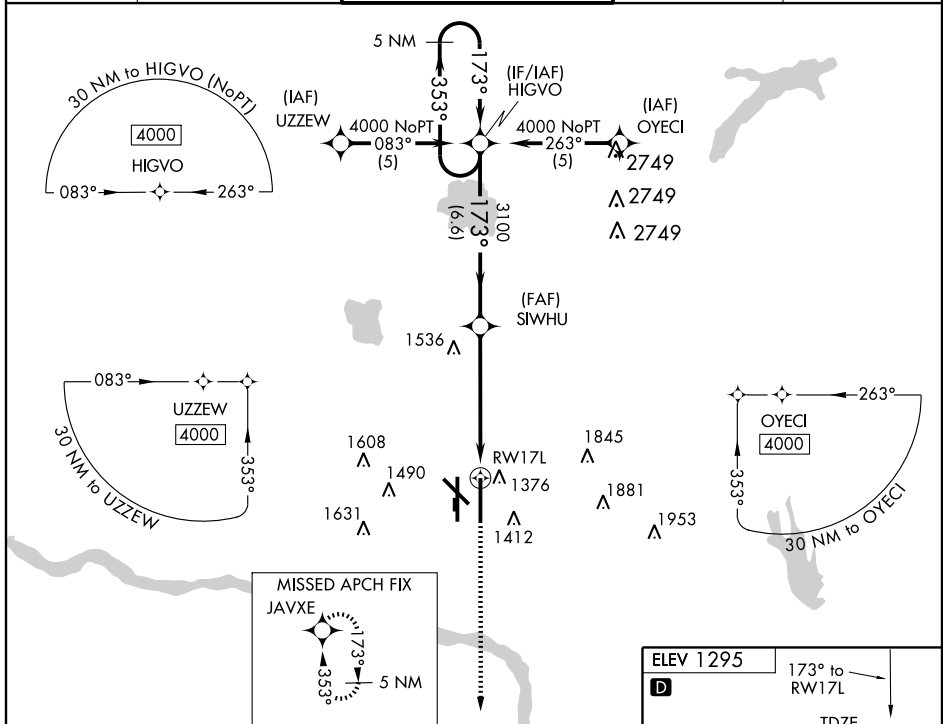 5 NM
353°
173°
(IF/IAF)
HIGVO
(IAF)
UZZEW
4000 NoPT
083°
(5)
(IAF)
OYECI
4000 NoPT
263°
(5)
2749
2749
2749
30 NM to HIGVO (NoPT)
4000
HIGVO
083°
263°
3100
173°
(6.6)
(FAF)
SIWHU
1536
083°
UZZEW
4000
353°
30 NM to UZZEW
263°
OYECI
4000
353°
30 NM to OYECI
1608
1490
1631
RW17L
1376
1412
1845
1881
1953
MISSED APCH FIX
JAVXE
173°
353°
5 NM
ELEV 1295
D
173° to
RW17L
TDZE